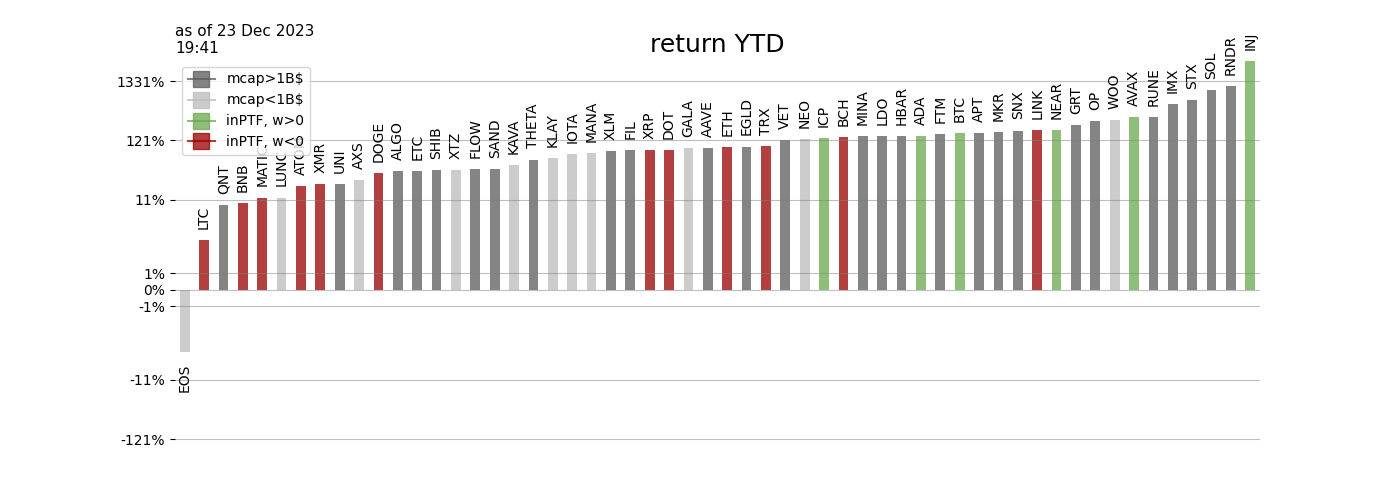 as of 23 Dec 2023
19:41
return YTD
mcap>1B$
mcap<1B$
inPTF, w>0
inPTF, w<0
1331%
121%
11%
1%
0%
-1%
-11%
-121%
EOS
LTC
QNT
BNB
MATIC
LUNC
ATOM
XMR
UNI
AXS
DOGE
ALGO
ETC
SHIB
XTZ
FLOW
SAND
KAVA
THETA
KLAY
IOTA
MANA
XLM
FIL
XRP
DOT
GALA
AAVE
ETH
EGLD
TRX
VET
NEO
ICP
BCH
MINA
LDO
HBAR
ADA
FTM
BTC
APT
MKR
SNX
LINK
NEAR
GRT
OP
WOO
AVAX
RUNE
IMX
STX
SOL
RNDR
INJ